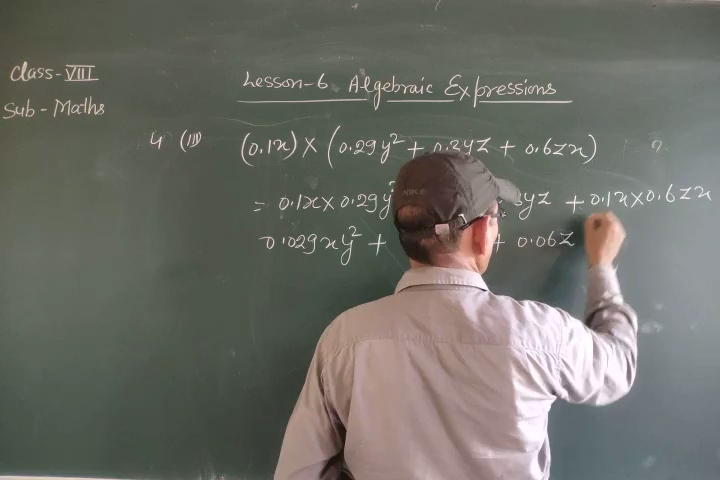 Class-VIII
Sub - Maths
Lesson-6 Algebraic Expressions
4 (III) (0.1x) × (0.29y² + 0.3yz + 0.6zx)
= 0.1x × 0.29y² yz + 0.1x × 0.6zx
0.029xy² + + 0.06z